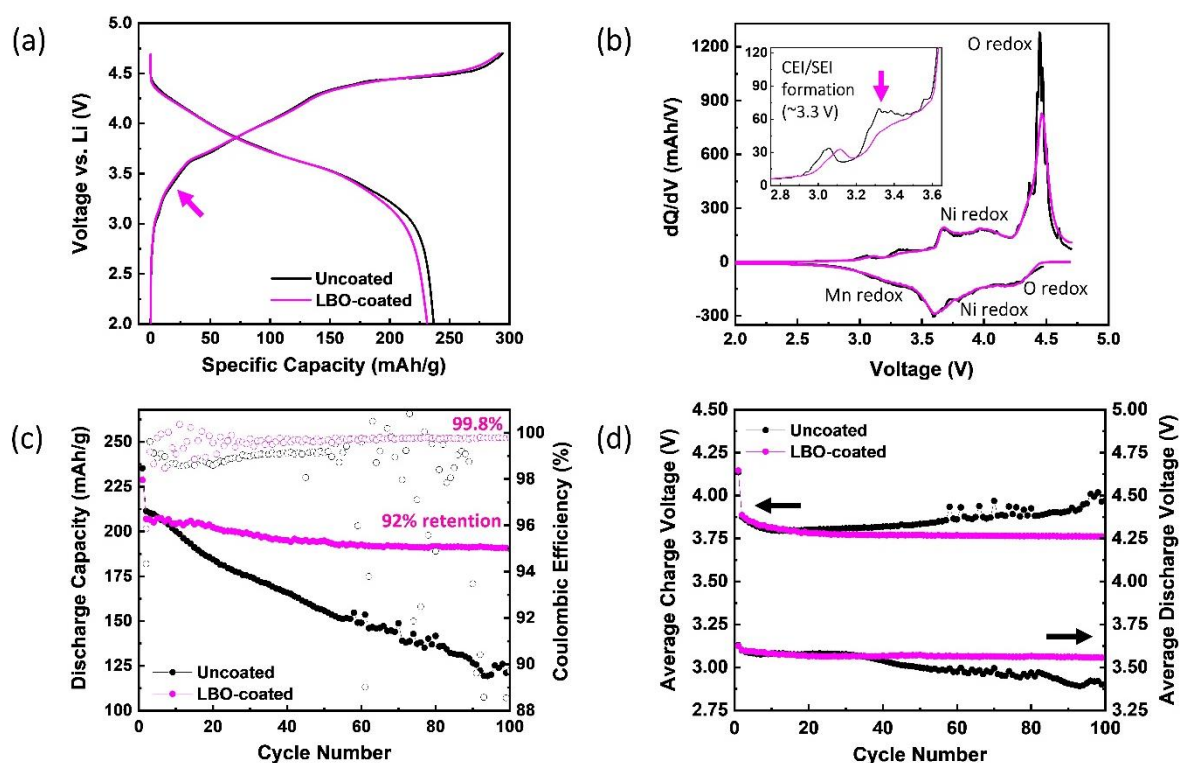 (a)
5.0
4.5
4.0
3.5
3.0
2.5
2.0
Voltage vs. Li (V)
Uncoated
LBO-coated
0 50 100 150 200 250 300
Specific Capacity (mAh/g)
(b)
1200
900
600
300
150
0
-300
dQ/dV (mAh/V)
120
90
60
30
0
CEI/SEI
formation
(~3.3 V)
2.8 3.0 3.2 3.4 3.6
O redox
Ni redox
Mn redox
Ni redox
O redox
2.0 2.5 3.0 3.5 4.0 4.5 5.0
Voltage (V)
(c)
250
225
200
175
150
125
100
Discharge Capacity (mAh/g)
99.8%
92% retention
Uncoated
LBO-coated
100
98
96
94
92
90
88
Coulombic Efficiency (%)
0 20 40 60 80 100
Cycle Number
(d)
4.50
4.25
4.00
3.75
3.50
3.25
3.00
2.75
Average Charge Voltage (V)
Uncoated
LBO-coated
5.00
4.75
4.50
4.25
4.00
3.75
3.50
3.25
Average Discharge Voltage (V)
0 20 40 60 80 100
Cycle Number